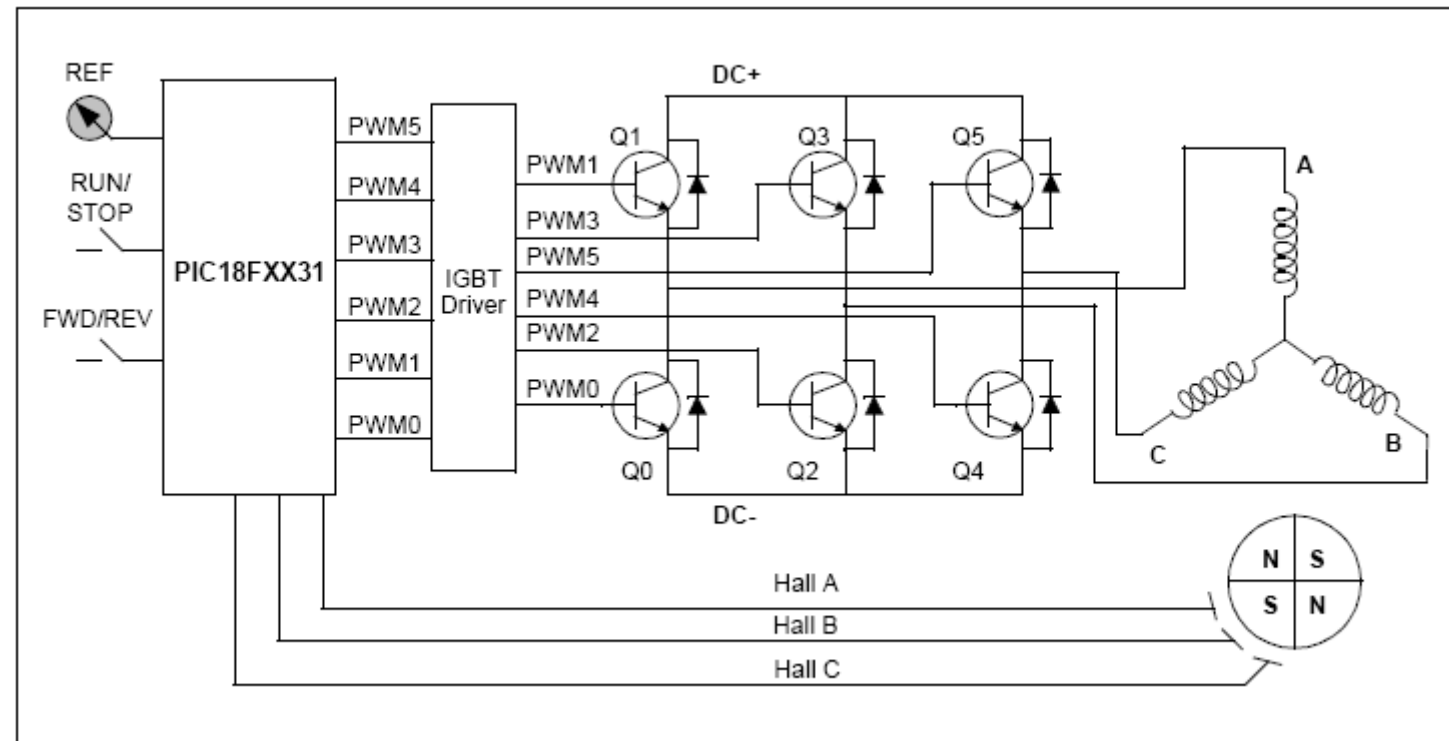 REF
RUN/
STOP
FWD/REV
PIC18FXX31
PWM5
PWM4
PWM3
PWM2
PWM1
PWM0
IGBT
Driver
PWM1
PWM3
PWM5
PWM4
PWM2
PWM0
DC+
Q1
Q3
Q5
Q0
Q2
Q4
DC-
A
C
B
N S
S N
Hall A
Hall B
Hall C